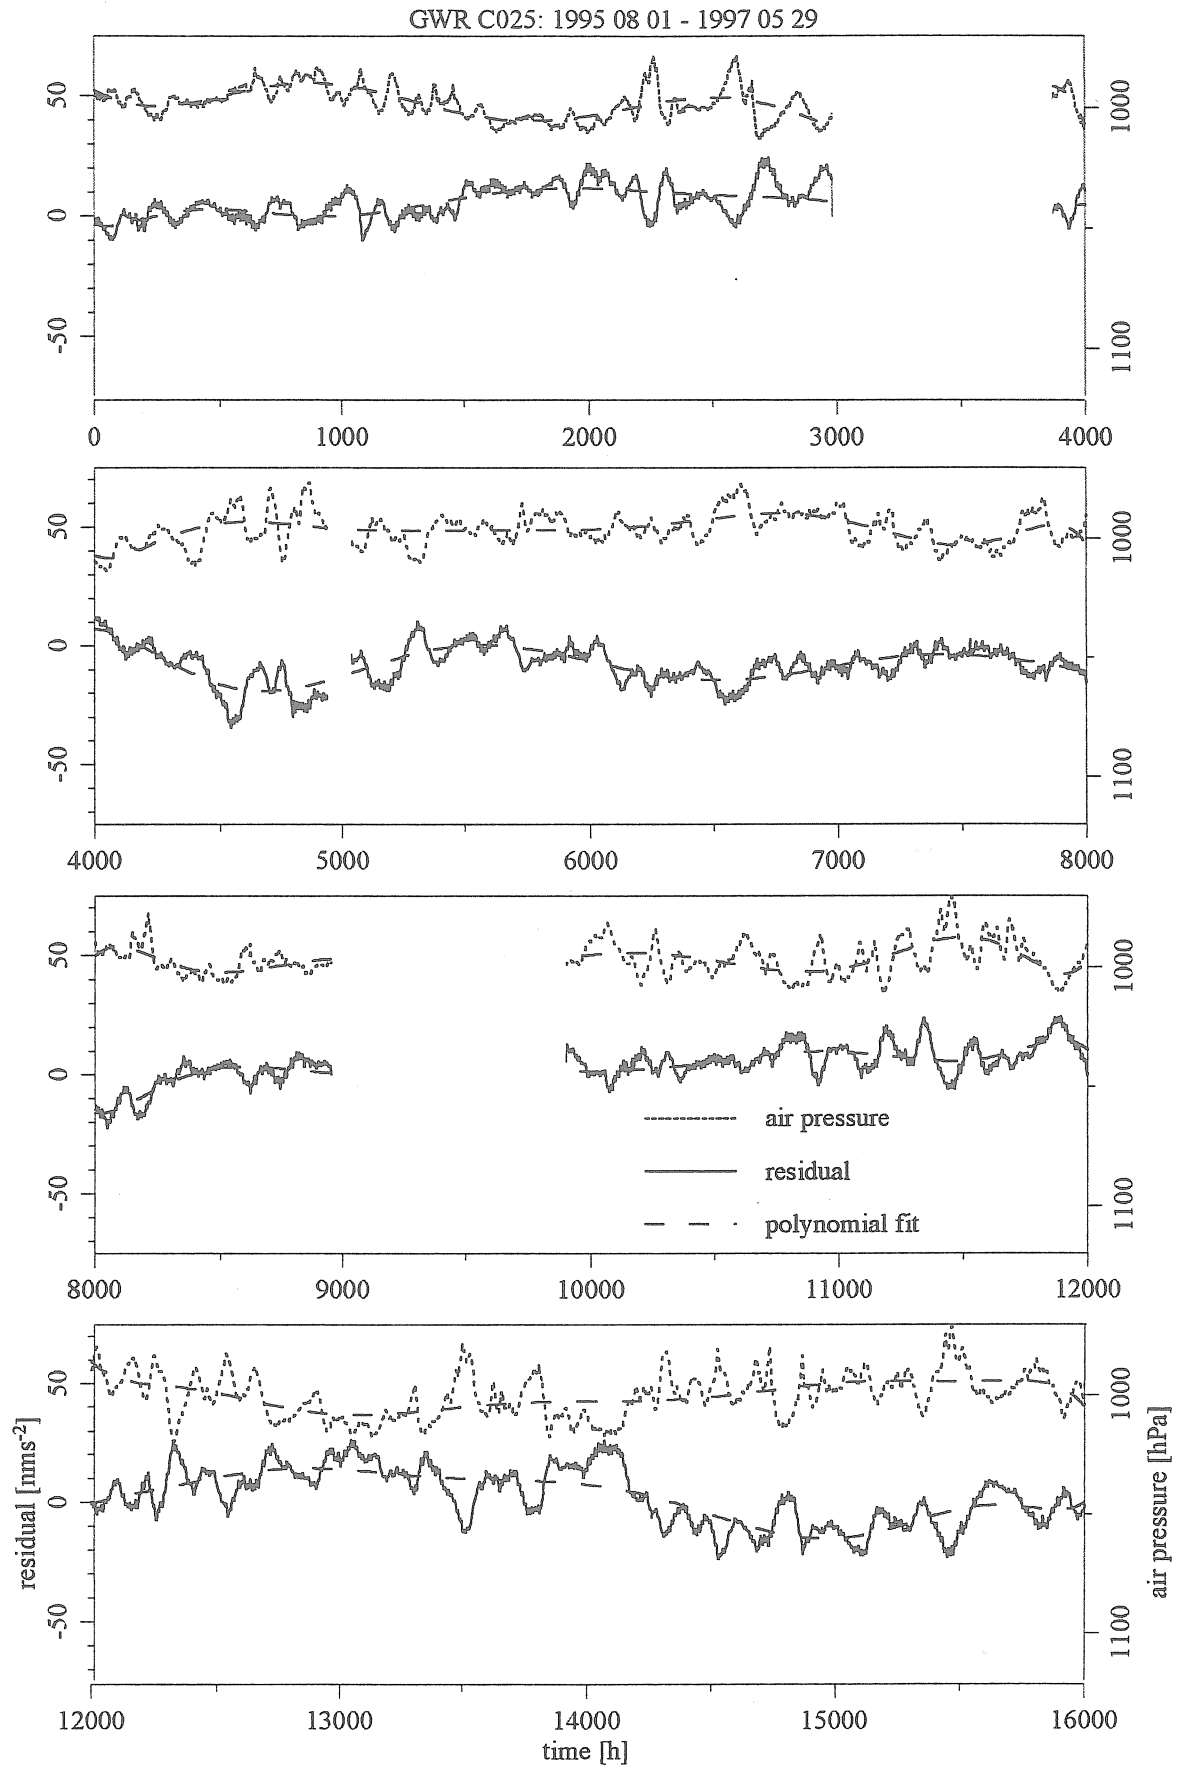 GWR C025: 1995 08 01 - 1997 05 29
50
0
-50
1000
1100
0 1000 2000 3000 4000
50
0
-50
1000
1100
4000 5000 6000 7000 8000
50
0
-50
1000
1100
air pressure
residual
polynomial fit
8000 9000 10000 11000 12000
50
0
-50
1000
1100
residual [nms⁻²]
air pressure [hPa]
12000 13000 14000 15000 16000
time [h]